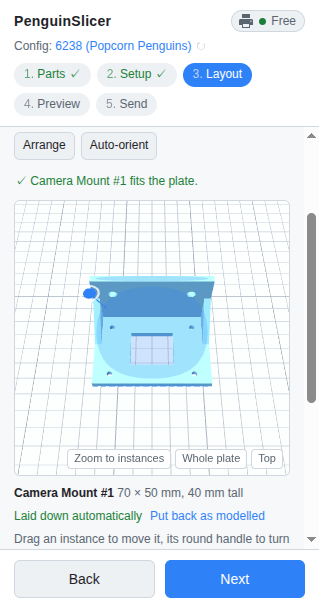 PenguinSlicer
Free
Config: 6238 (Popcorn Penguins)
1. Parts ✓
2. Setup ✓
3. Layout
4. Preview
5. Send
Arrange
Auto-orient
✓ Camera Mount #1 fits the plate.
Zoom to instances
Whole plate
Top
Camera Mount #1 70 × 50 mm, 40 mm tall
Laid down automatically Put back as modelled
Drag an instance to move it, its round handle to turn
Back
Next